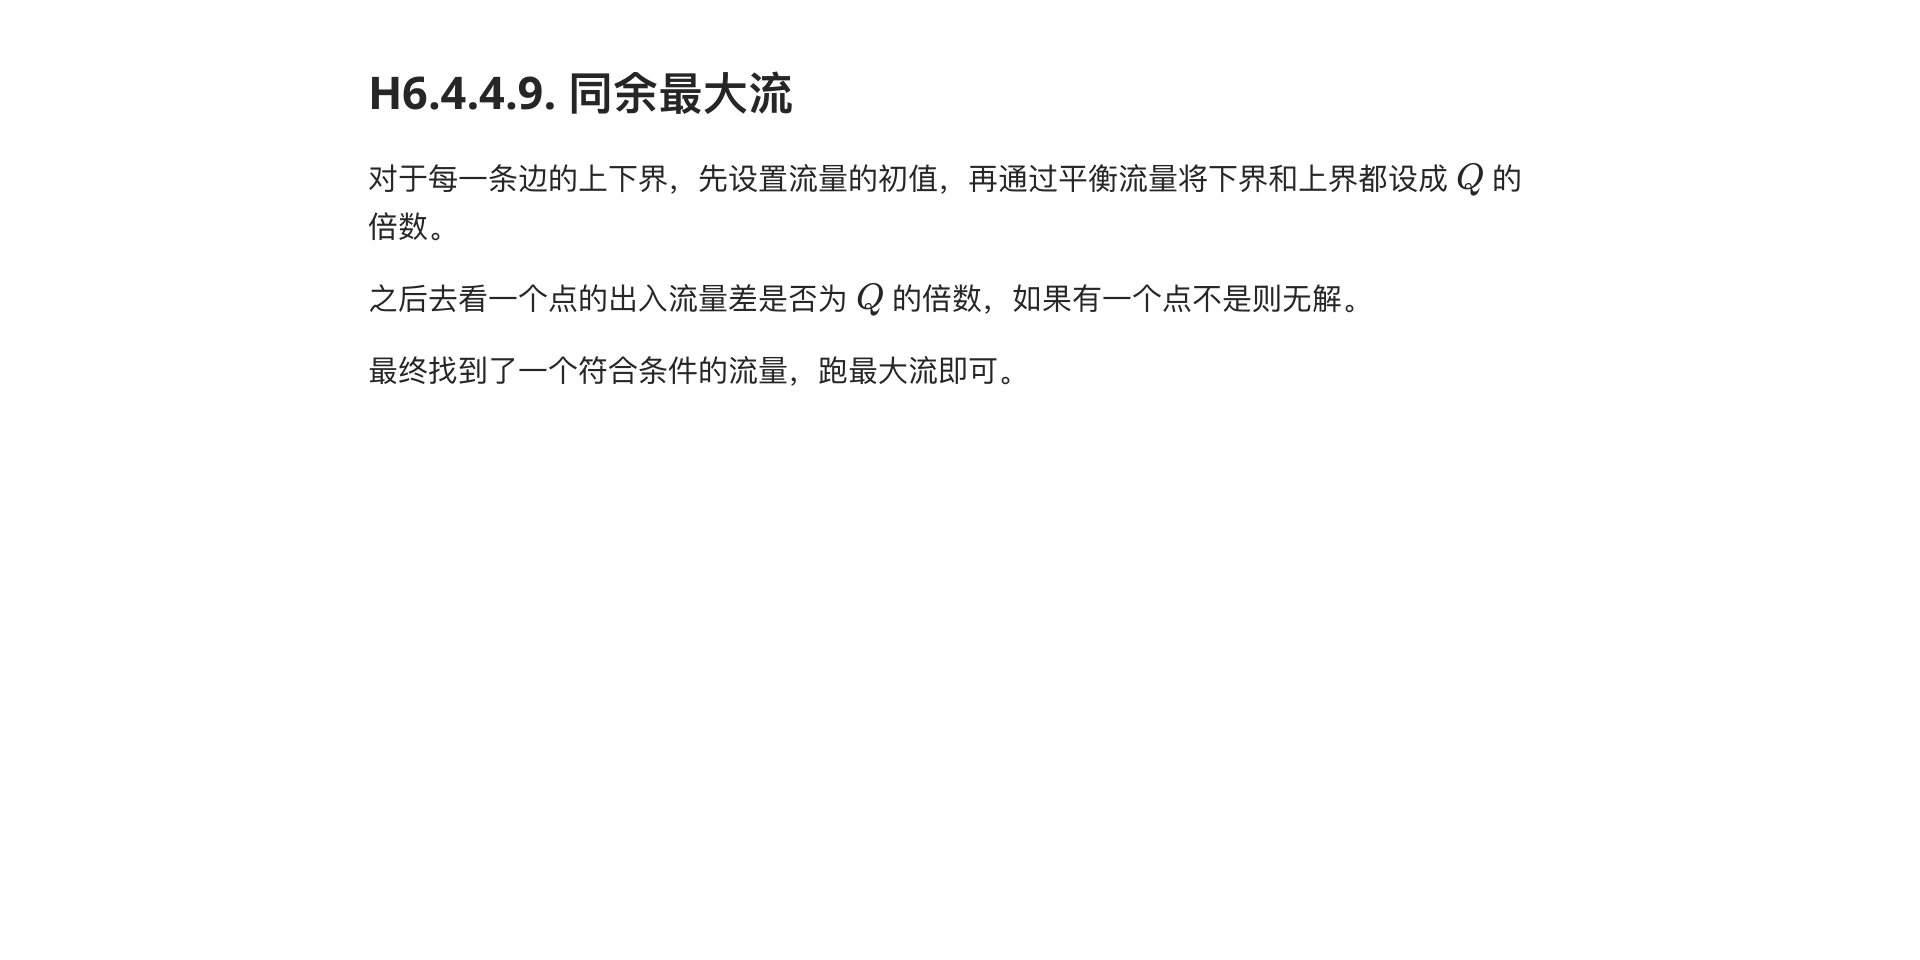 H6.4.4.9. 同余最大流
对于每一条边的上下界，先设置流量的初值，再通过平衡流量将下界和上界都设成 Q 的
倍数。
之后去看一个点的出入流量差是否为 Q 的倍数，如果有一个点不是则无解。
最终找到了一个符合条件的流量，跑最大流即可。